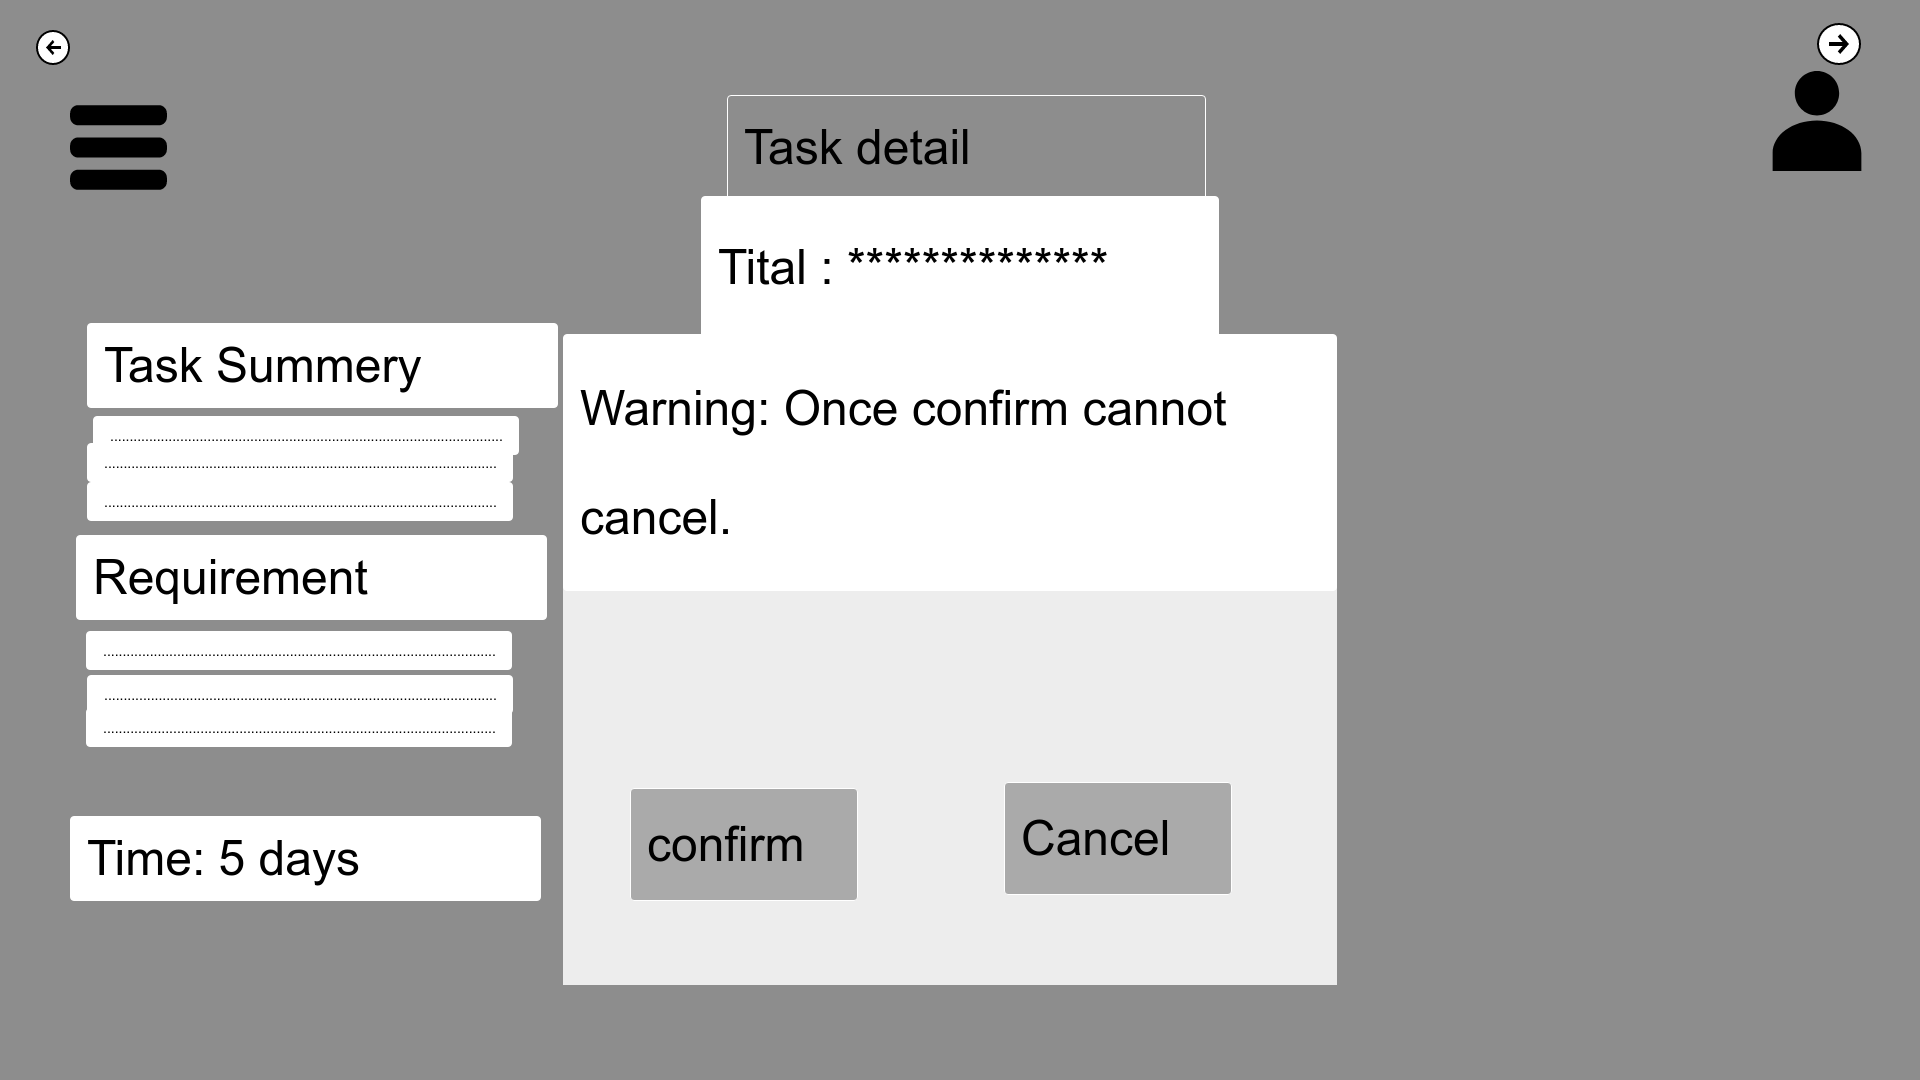 Task detail
Tital : **************
Task Summery
................................................................................................
................................................................................................
................................................................................................
Requirement
................................................................................................
................................................................................................
................................................................................................
Time: 5 days
Warning: Once confirm cannot
cancel.
confirm
Cancel